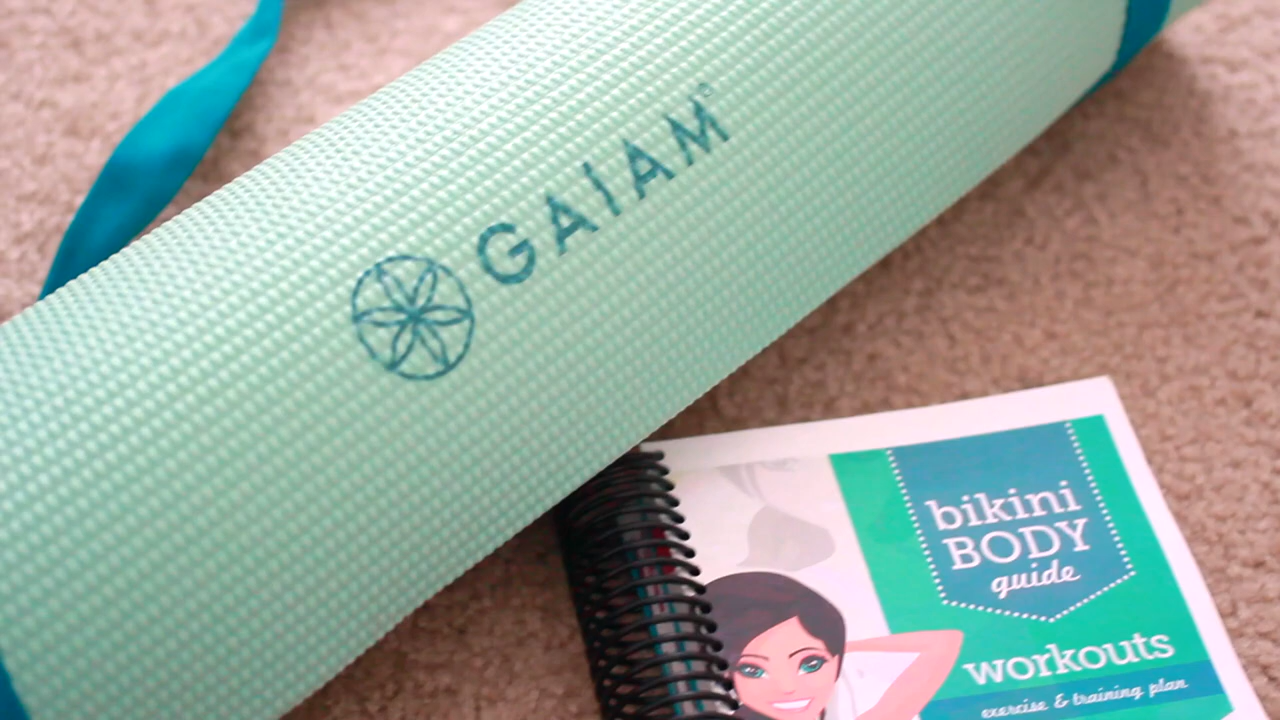 GAIAM
bikini
BODY
guide
workouts
exercise & training plan